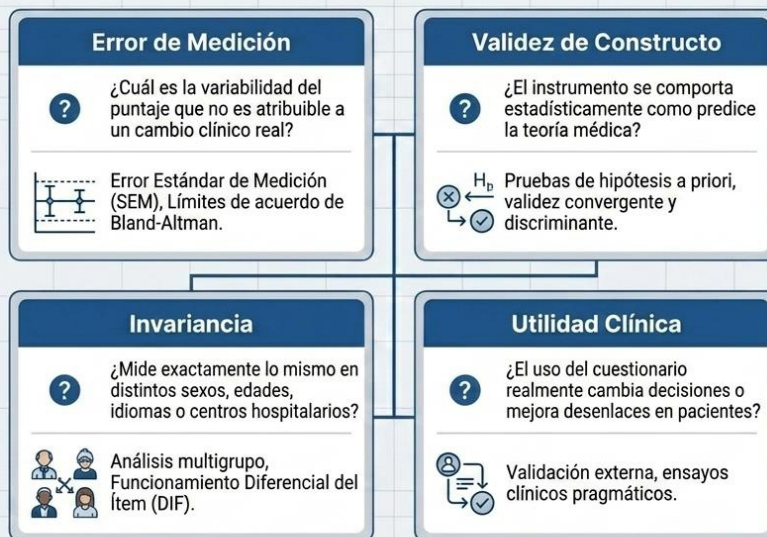 Error de Medición
?
¿Cuál es la variabilidad del
puntaje que no es atribuible a
un cambio clínico real?
Error Estándar de Medición
(SEM), Límites de acuerdo de
Bland-Altman.
Validez de Constructo
?
¿El instrumento se comporta
estadísticamente como predice
la teoría médica?
Hp
Pruebas de hipótesis a priori,
validez convergente y
discriminante.
Invariancia
?
¿Mide exactamente lo mismo en
distintos sexos, edades,
idiomas o centros hospitalarios?
Análisis multigrupo,
Funcionamiento Diferencial del
Ítem (DIF).
Utilidad Clínica
?
¿El uso del cuestionario
realmente cambia decisiones o
mejora desenlaces en pacientes?
Validación externa, ensayos
clínicos pragmáticos.